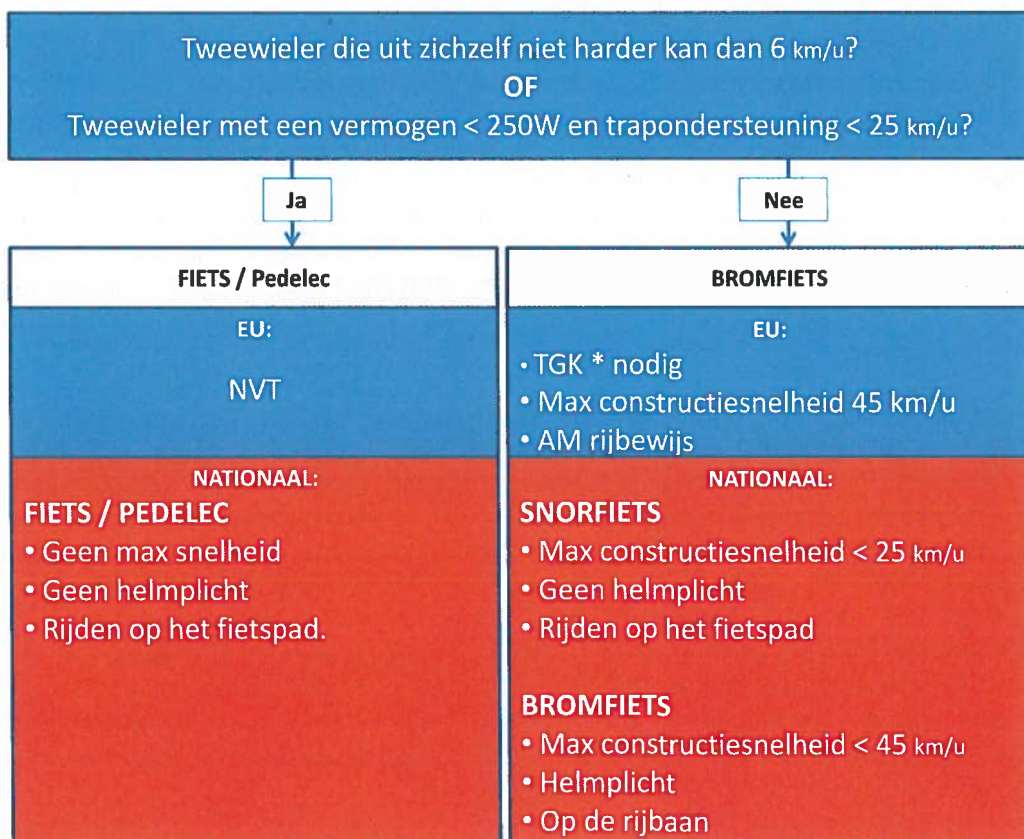 Tweewieler die uit zichzelf niet harder kan dan 6 km/u?
OF
Tweewieler met een vermogen < 250W en trapondersteuning < 25 km/u?
Ja
Nee
FIETS / Pedelec
EU:
NVT
NATIONAAL:
FIETS / PEDELEC
• Geen max snelheid
• Geen helmplicht
• Rijden op het fietspad.
BROMFIETS
EU:
• TGK * nodig
• Max constructiesnelheid 45 km/u
• AM rijbewijs
NATIONAAL:
SNORFIETS
• Max constructiesnelheid < 25 km/u
• Geen helmplicht
• Rijden op het fietspad
BROMFIETS
• Max constructiesnelheid < 45 km/u
• Helmplicht
• Op de rijbaan